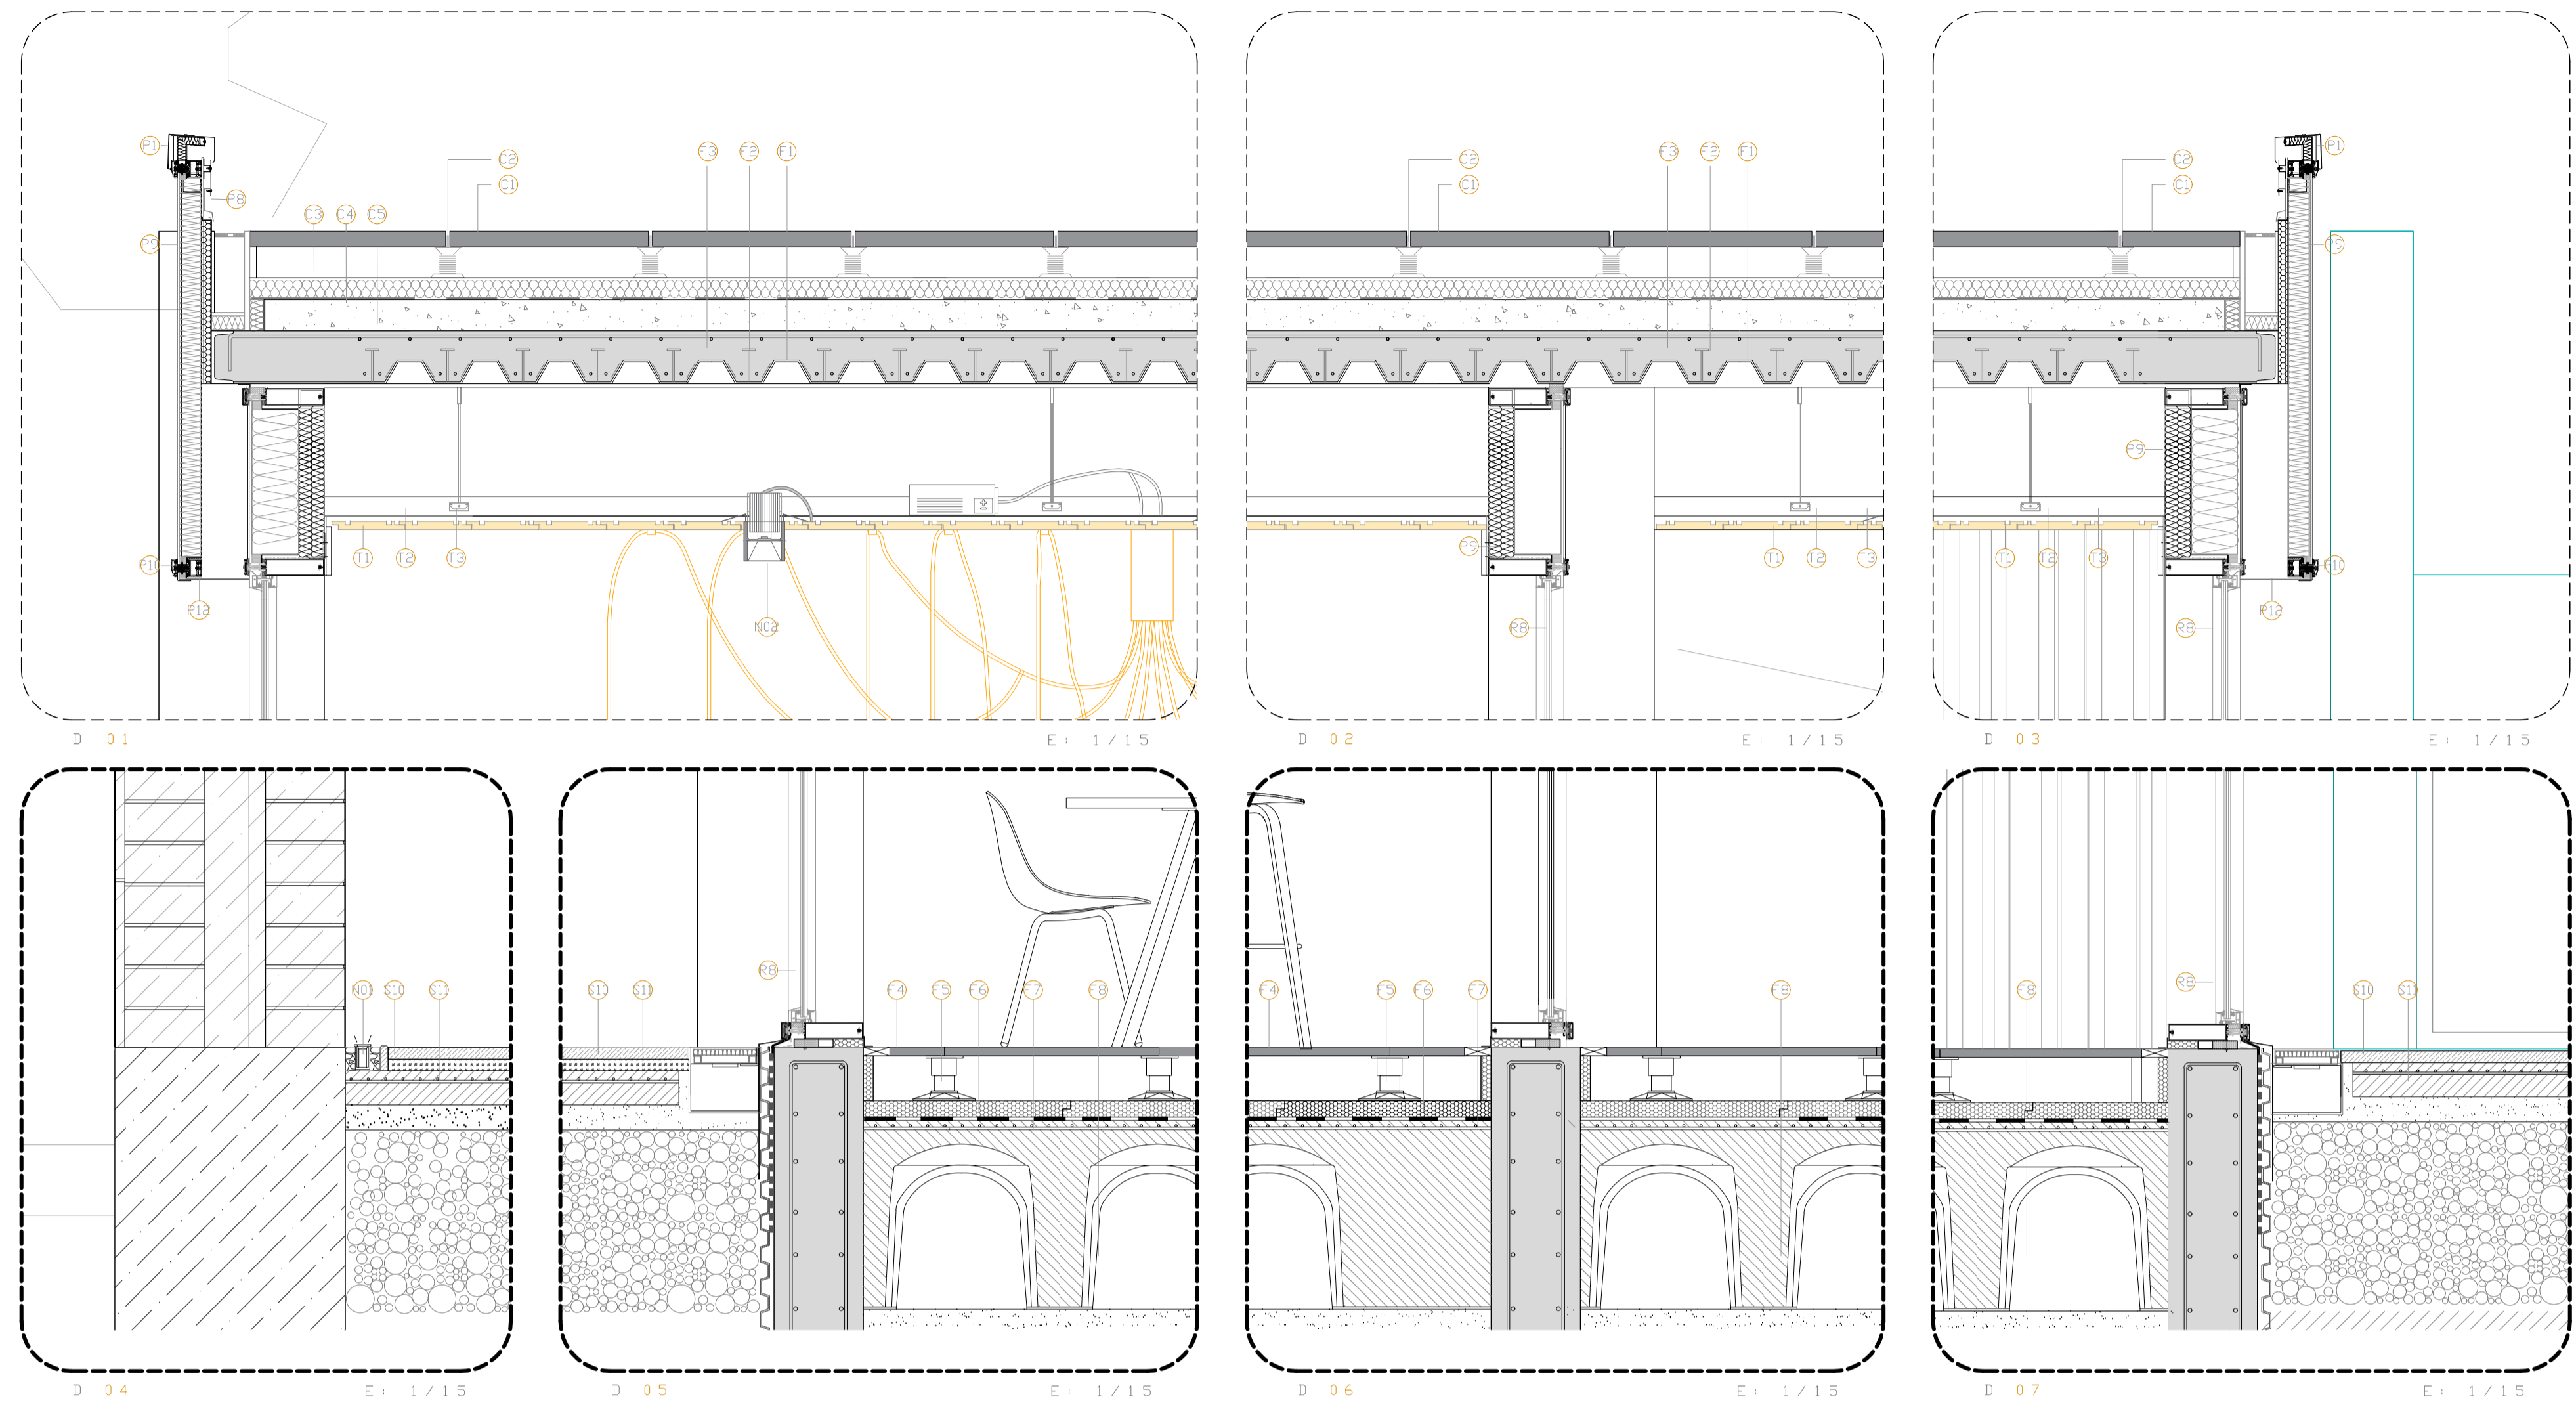 P1
P8
P9
C3 C4 C5
C2
C1
F3 F2 F1
T1 T2 T3
P1
P12
N02
D 01 E: 1/15
C2
C1
F3 F2 F1
P9
T1 T2 T3
R8
D 02 E: 1/15
C2
C1
P1
P9
P9
T1 T2 T3
P10
P12
R8
D 03 E: 1/15
N01 S10 S11
D 04 E: 1/15
S10 S11
R8
F4 F5 F6 F7 F8
D 05 E: 1/15
F4 F5 F6 F7 F8
D 06 E: 1/15
F8
R8
S10 S11
D 07 E: 1/15